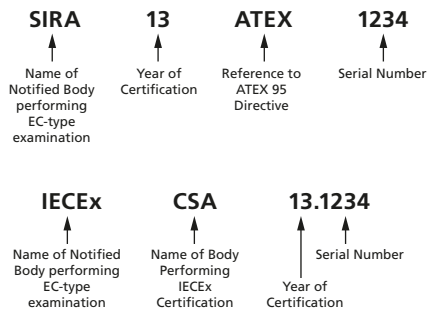 SIRA 13 ATEX 1234
Name of Notified Body performing EC-type examination
Year of Certification
Reference to ATEX 95 Directive
Serial Number
IECEx CSA 13.1234
Name of Notified Body performing EC-type examination
Name of Body Performing IECEx Certification
Year of Certification
Serial Number